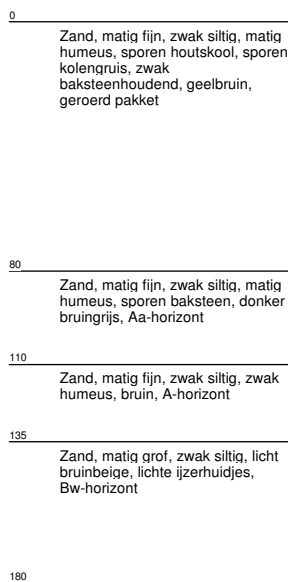 0
Zand, matig fijn, zwak siltig, matig
humeus, sporen houtskool, sporen
kolengruis, zwak
baksteenhoudend, geelbruin,
geroerd pakket
80
Zand, matig fijn, zwak siltig, matig
humeus, sporen baksteen, donker
bruingrijs, Aa-horizont
110
Zand, matig fijn, zwak siltig, zwak
humeus, bruin, A-horizont
135
Zand, matig grof, zwak siltig, licht
bruinbeige, lichte ijzerhuidjes,
Bw-horizont
180